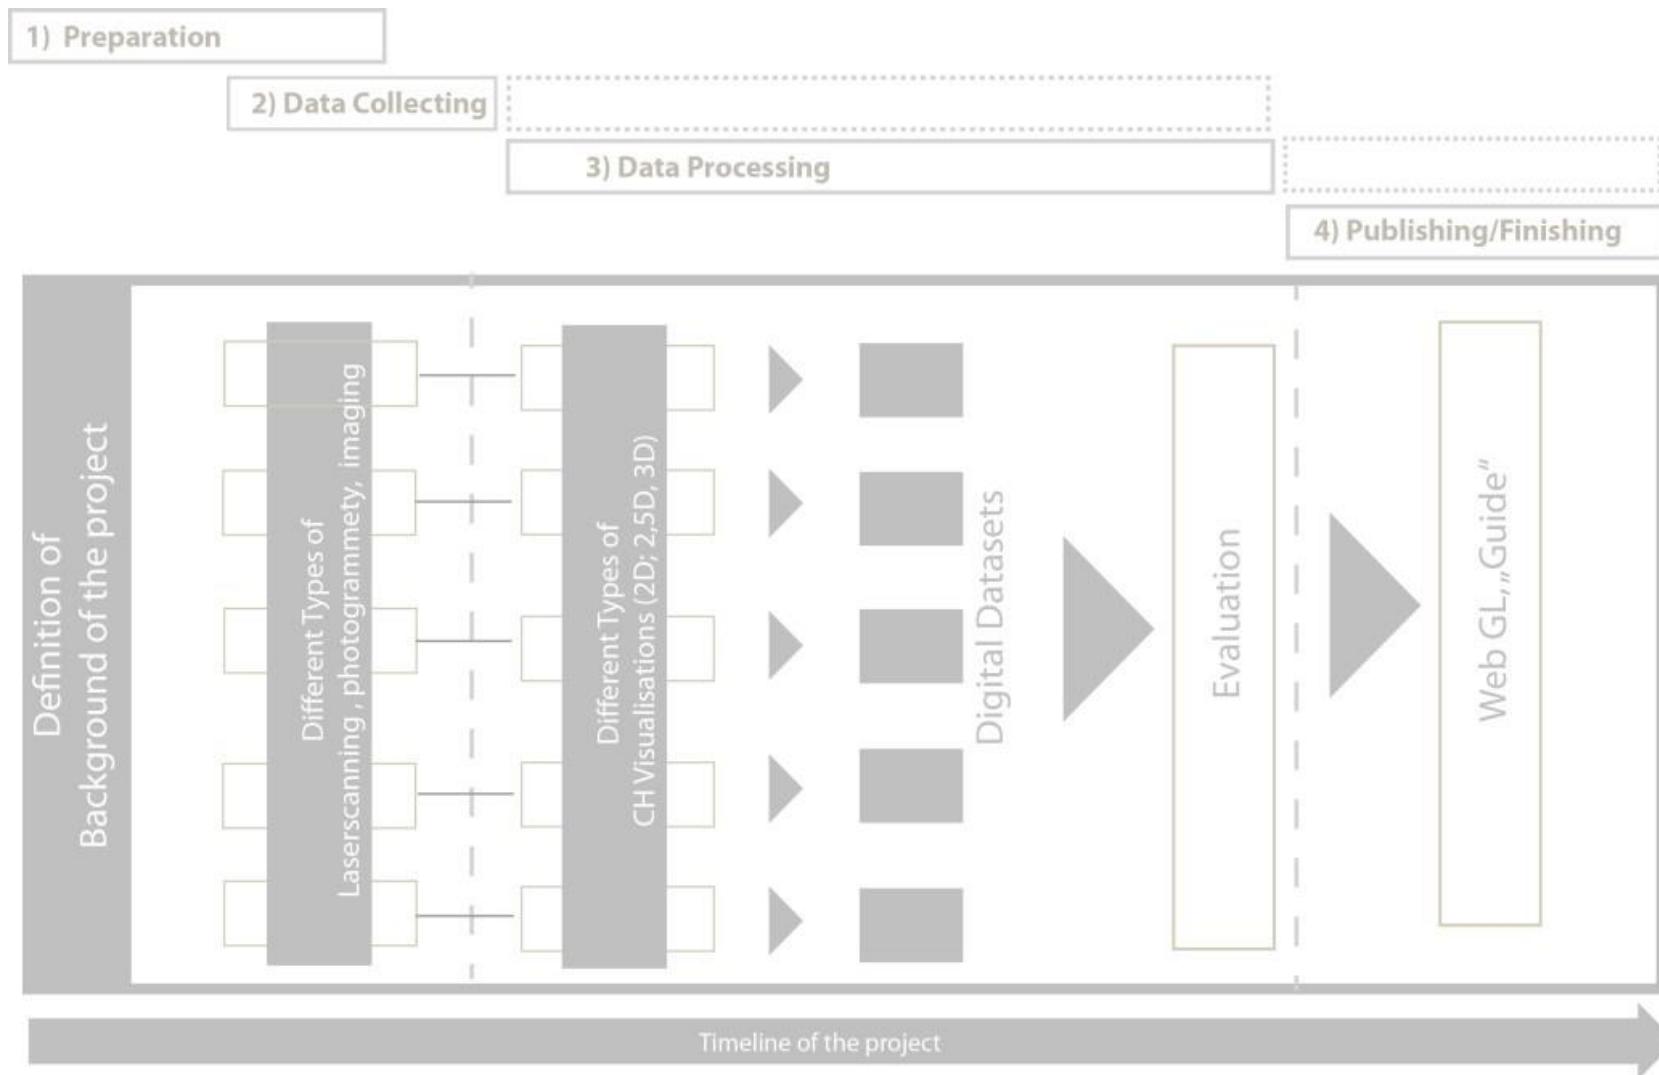 1) Preparation
2) Data Collecting
3) Data Processing
4) Publishing/Finishing
Definition of
Background of the project
Different Types of
Laserscanning , photogrammety, imaging
Different Types of
CH Visualisations (2D; 2,5D, 3D)
Digital Datasets
Evaluation
Web GL„„Guide“
Timeline of the project